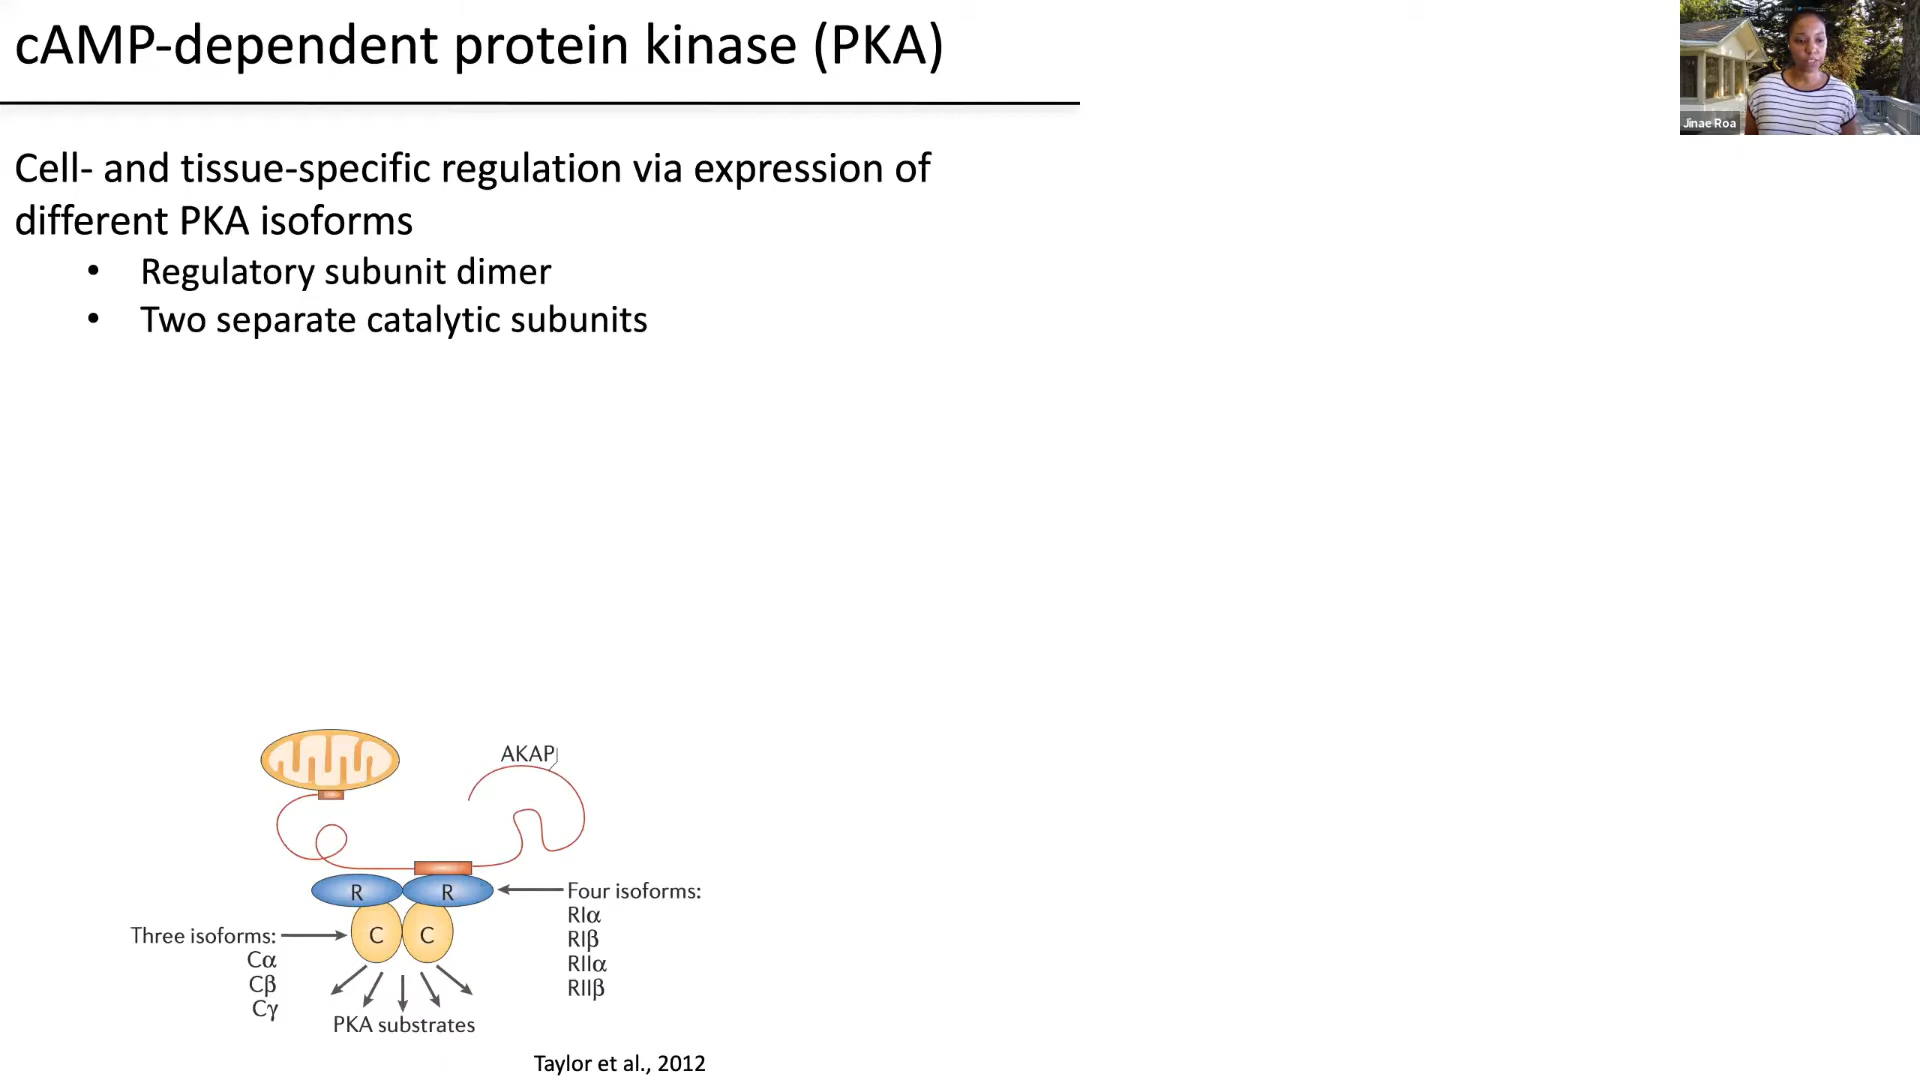 cAMP-dependent protein kinase (PKA)
Jinae Roa
Cell- and tissue-specific regulation via expression of
different PKA isoforms
• Regulatory subunit dimer
• Two separate catalytic subunits
AKAP
R R
Four isoforms:
RIα
RIβ
RIIα
RIIβ
Three isoforms:
Cα
Cβ
Cγ
C C
PKA substrates
Taylor et al., 2012